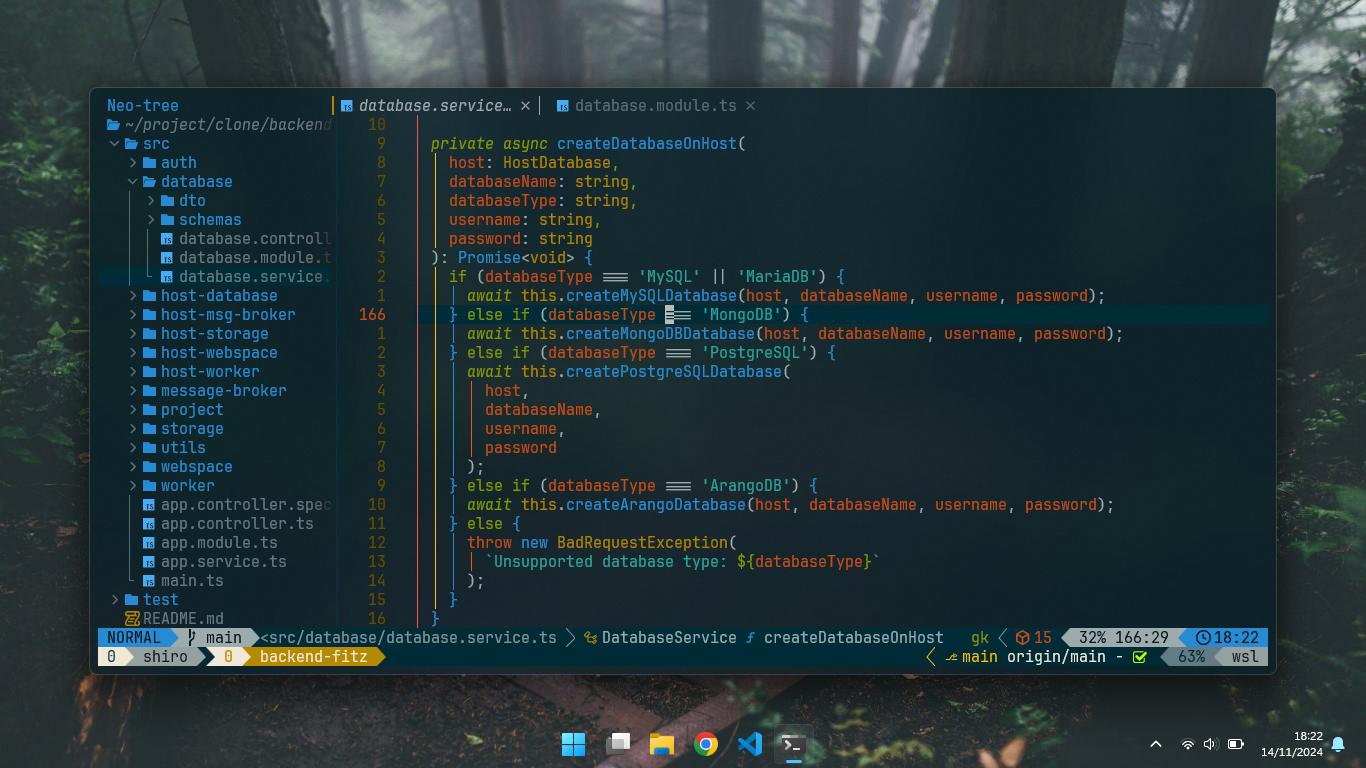 Neo-tree
~/project/clone/backend
src
auth
database
dto
schemas
database.controll
database.module.t
database.service.
host-database
host-msg-broker
host-storage
host-webspace
host-worker
message-broker
project
storage
utils
webspace
worker
app.controller.spec
app.controller.ts
app.module.ts
app.service.ts
main.ts
test
README.md
database.service… × database.module.ts ×
10
9 private async createDatabaseOnHost(
8 host: HostDatabase,
7 databaseName: string,
6 databaseType: string,
5 username: string,
4 password: string
3 ): Promise<void> {
2 if (databaseType === 'MySQL' || 'MariaDB') {
1 await this.createMySQLDatabase(host, databaseName, username, password);
166 } else if (databaseType === 'MongoDB') {
1 await this.createMongoDBDatabase(host, databaseName, username, password);
2 } else if (databaseType === 'PostgreSQL') {
3 await this.createPostgreSQLDatabase(
4 host,
5 databaseName,
6 username,
7 password
8 );
9 } else if (databaseType === 'ArangoDB') {
10 await this.createArangoDatabase(host, databaseName, username, password);
11 } else {
12 throw new BadRequestException(
13 `Unsupported database type: ${databaseType}`
14 );
15 }
16 }
NORMAL main <src/database/database.service.ts DatabaseService f createDatabaseOnHost gk 15 32% 166:29 18:22
0 shiro 0 backend-fitz main origin/main - 63% wsl
18:22
14/11/2024